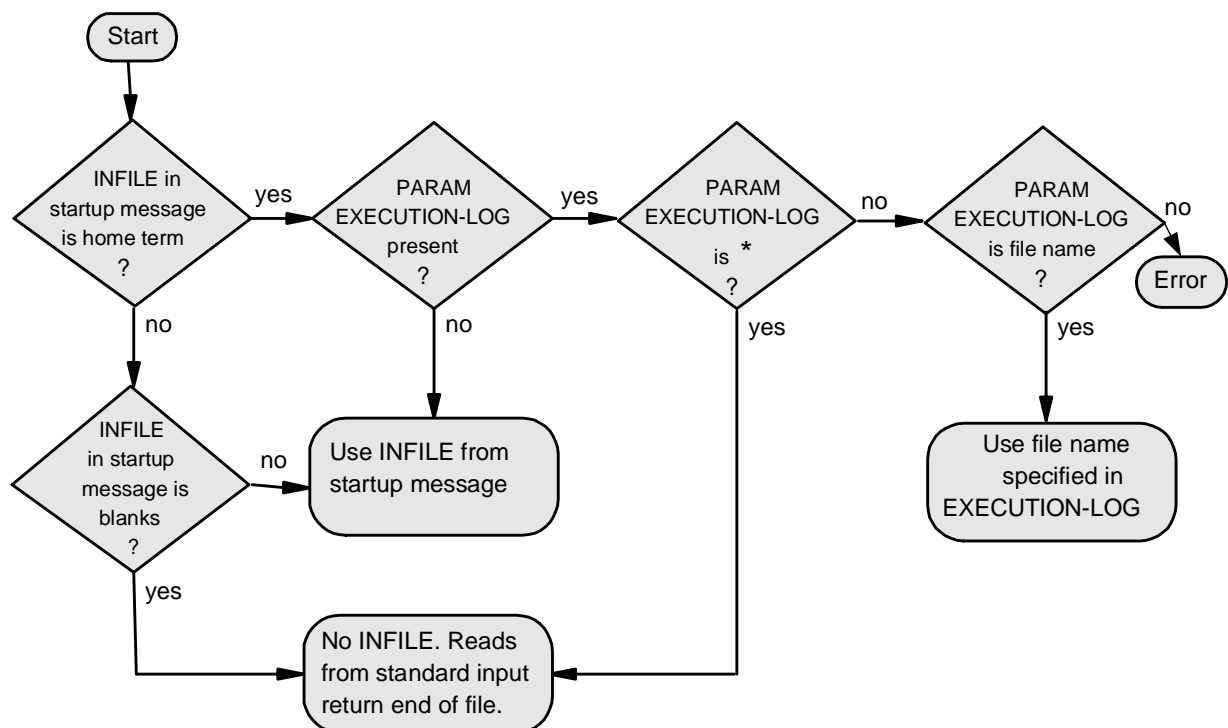 Start
INFILE in
startup message
is home term
?
yes
PARAM
EXECUTION-LOG
present
?
yes
PARAM
EXECUTION-LOG
is *
?
no
PARAM
EXECUTION-LOG
is file name
?
no
Error
no
no
yes
yes
INFILE
in startup
message is
blanks
?
no
Use INFILE from
startup message
Use file name
specified in
EXECUTION-LOG
yes
No INFILE. Reads
from standard input
return end of file.